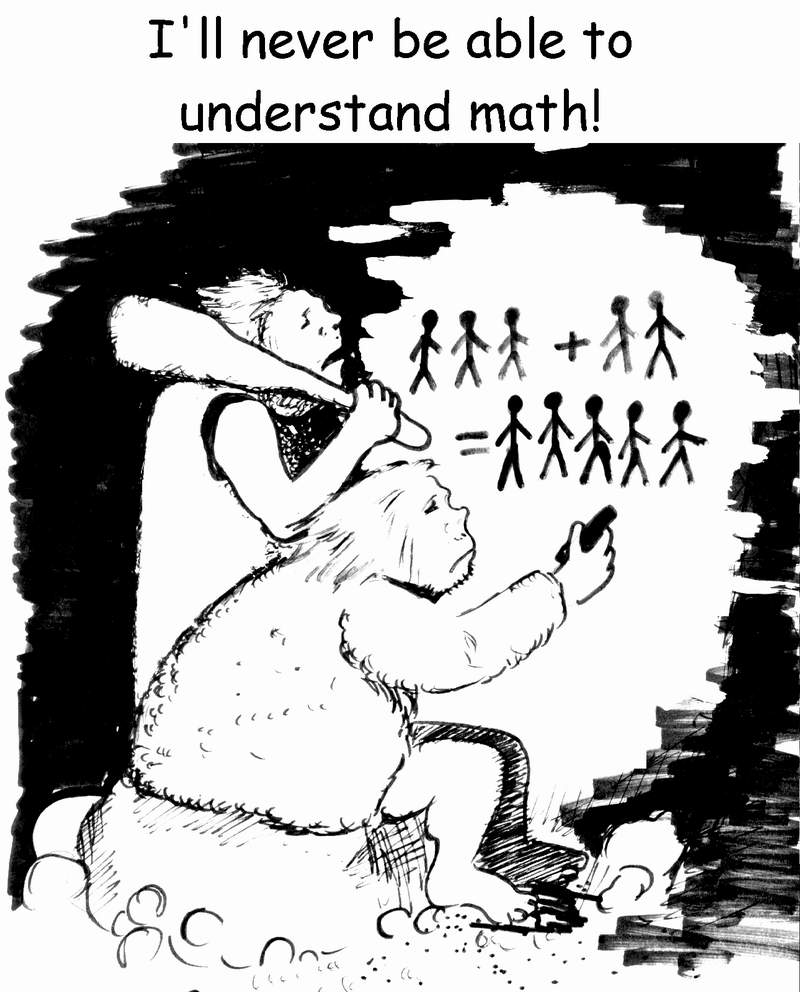 I'll never be able to
understand math!
+
=